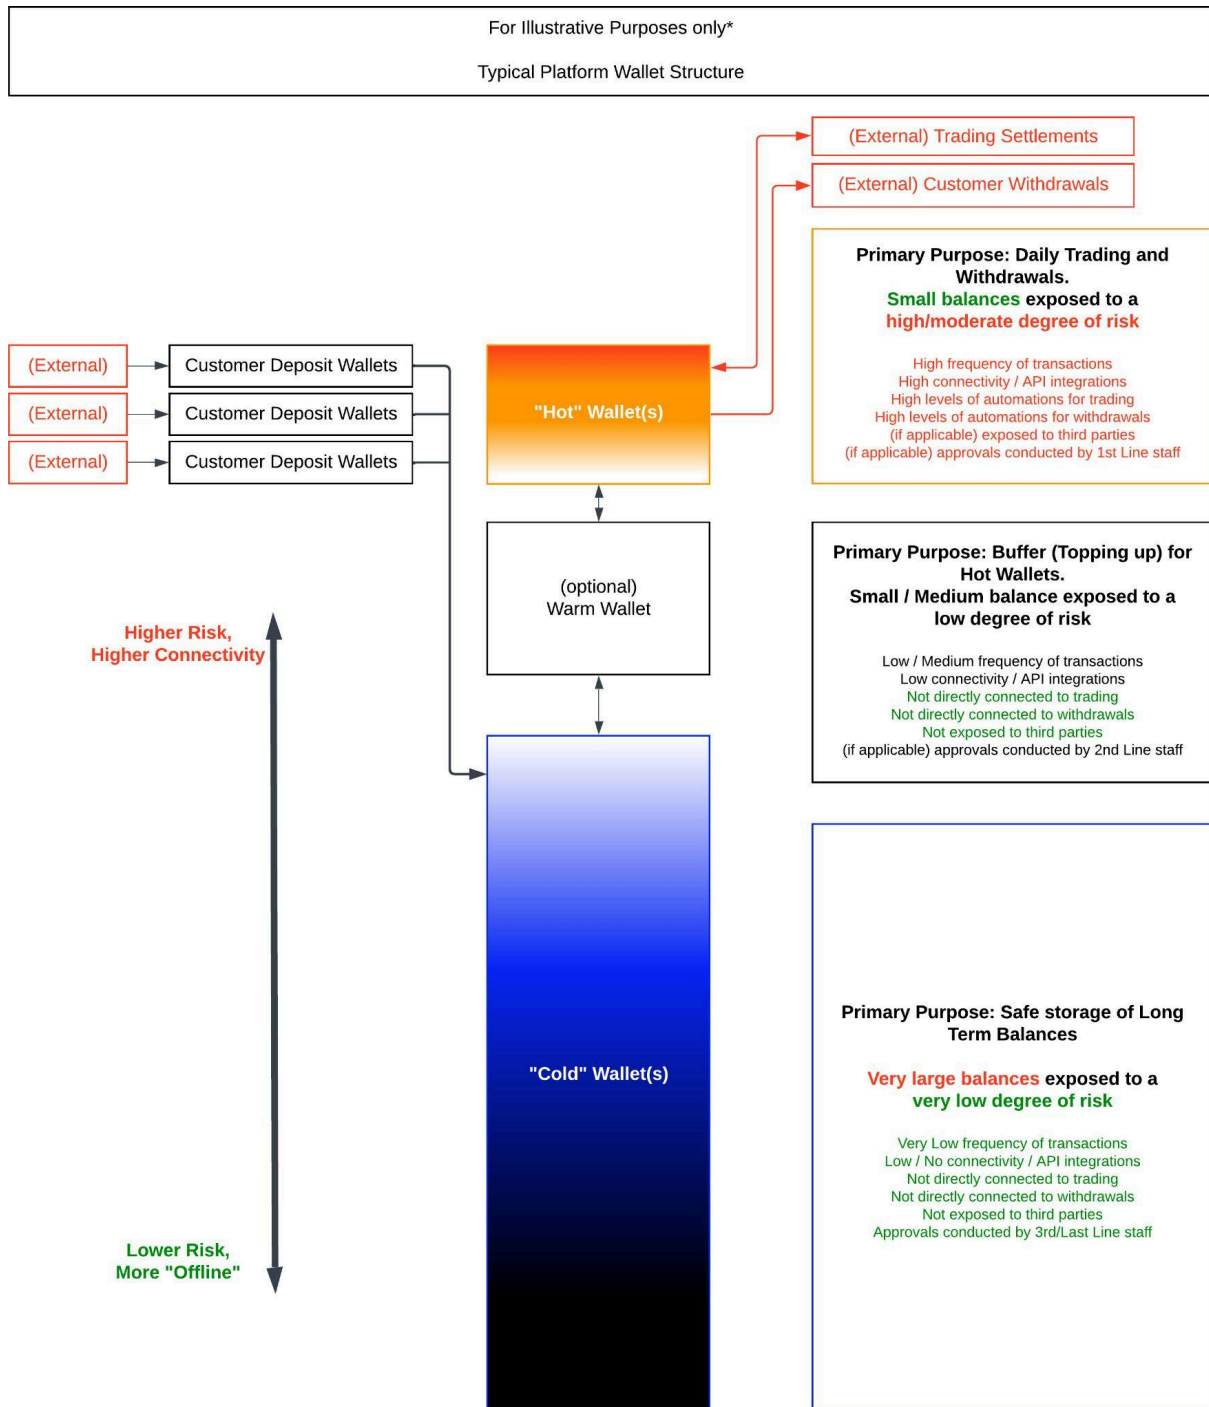 For Illustrative Purposes only*
Typical Platform Wallet Structure
(External) Trading Settlements
(External) Customer Withdrawals
Primary Purpose: Daily Trading and
Withdrawals.
Small balances exposed to a
high/moderate degree of risk
High frequency of transactions
High connectivity / API integrations
High levels of automations for trading
High levels of automations for withdrawals
(if applicable) exposed to third parties
(if applicable) approvals conducted by 1st Line staff
(External)
Customer Deposit Wallets
(External)
Customer Deposit Wallets
(External)
Customer Deposit Wallets
"Hot" Wallet(s)
(optional)
Warm Wallet
Primary Purpose: Buffer (Topping up) for
Hot Wallets.
Small / Medium balance exposed to a
low degree of risk
Low / Medium frequency of transactions
Low connectivity / API integrations
Not directly connected to trading
Not directly connected to withdrawals
Not exposed to third parties
(if applicable) approvals conducted by 2nd Line staff
Higher Risk,
Higher Connectivity
Lower Risk,
More "Offline"
"Cold" Wallet(s)
Primary Purpose: Safe storage of Long
Term Balances
Very large balances exposed to a
very low degree of risk
Very Low frequency of transactions
Low / No connectivity / API integrations
Not directly connected to trading
Not directly connected to withdrawals
Not exposed to third parties
Approvals conducted by 3rd/Last Line staff